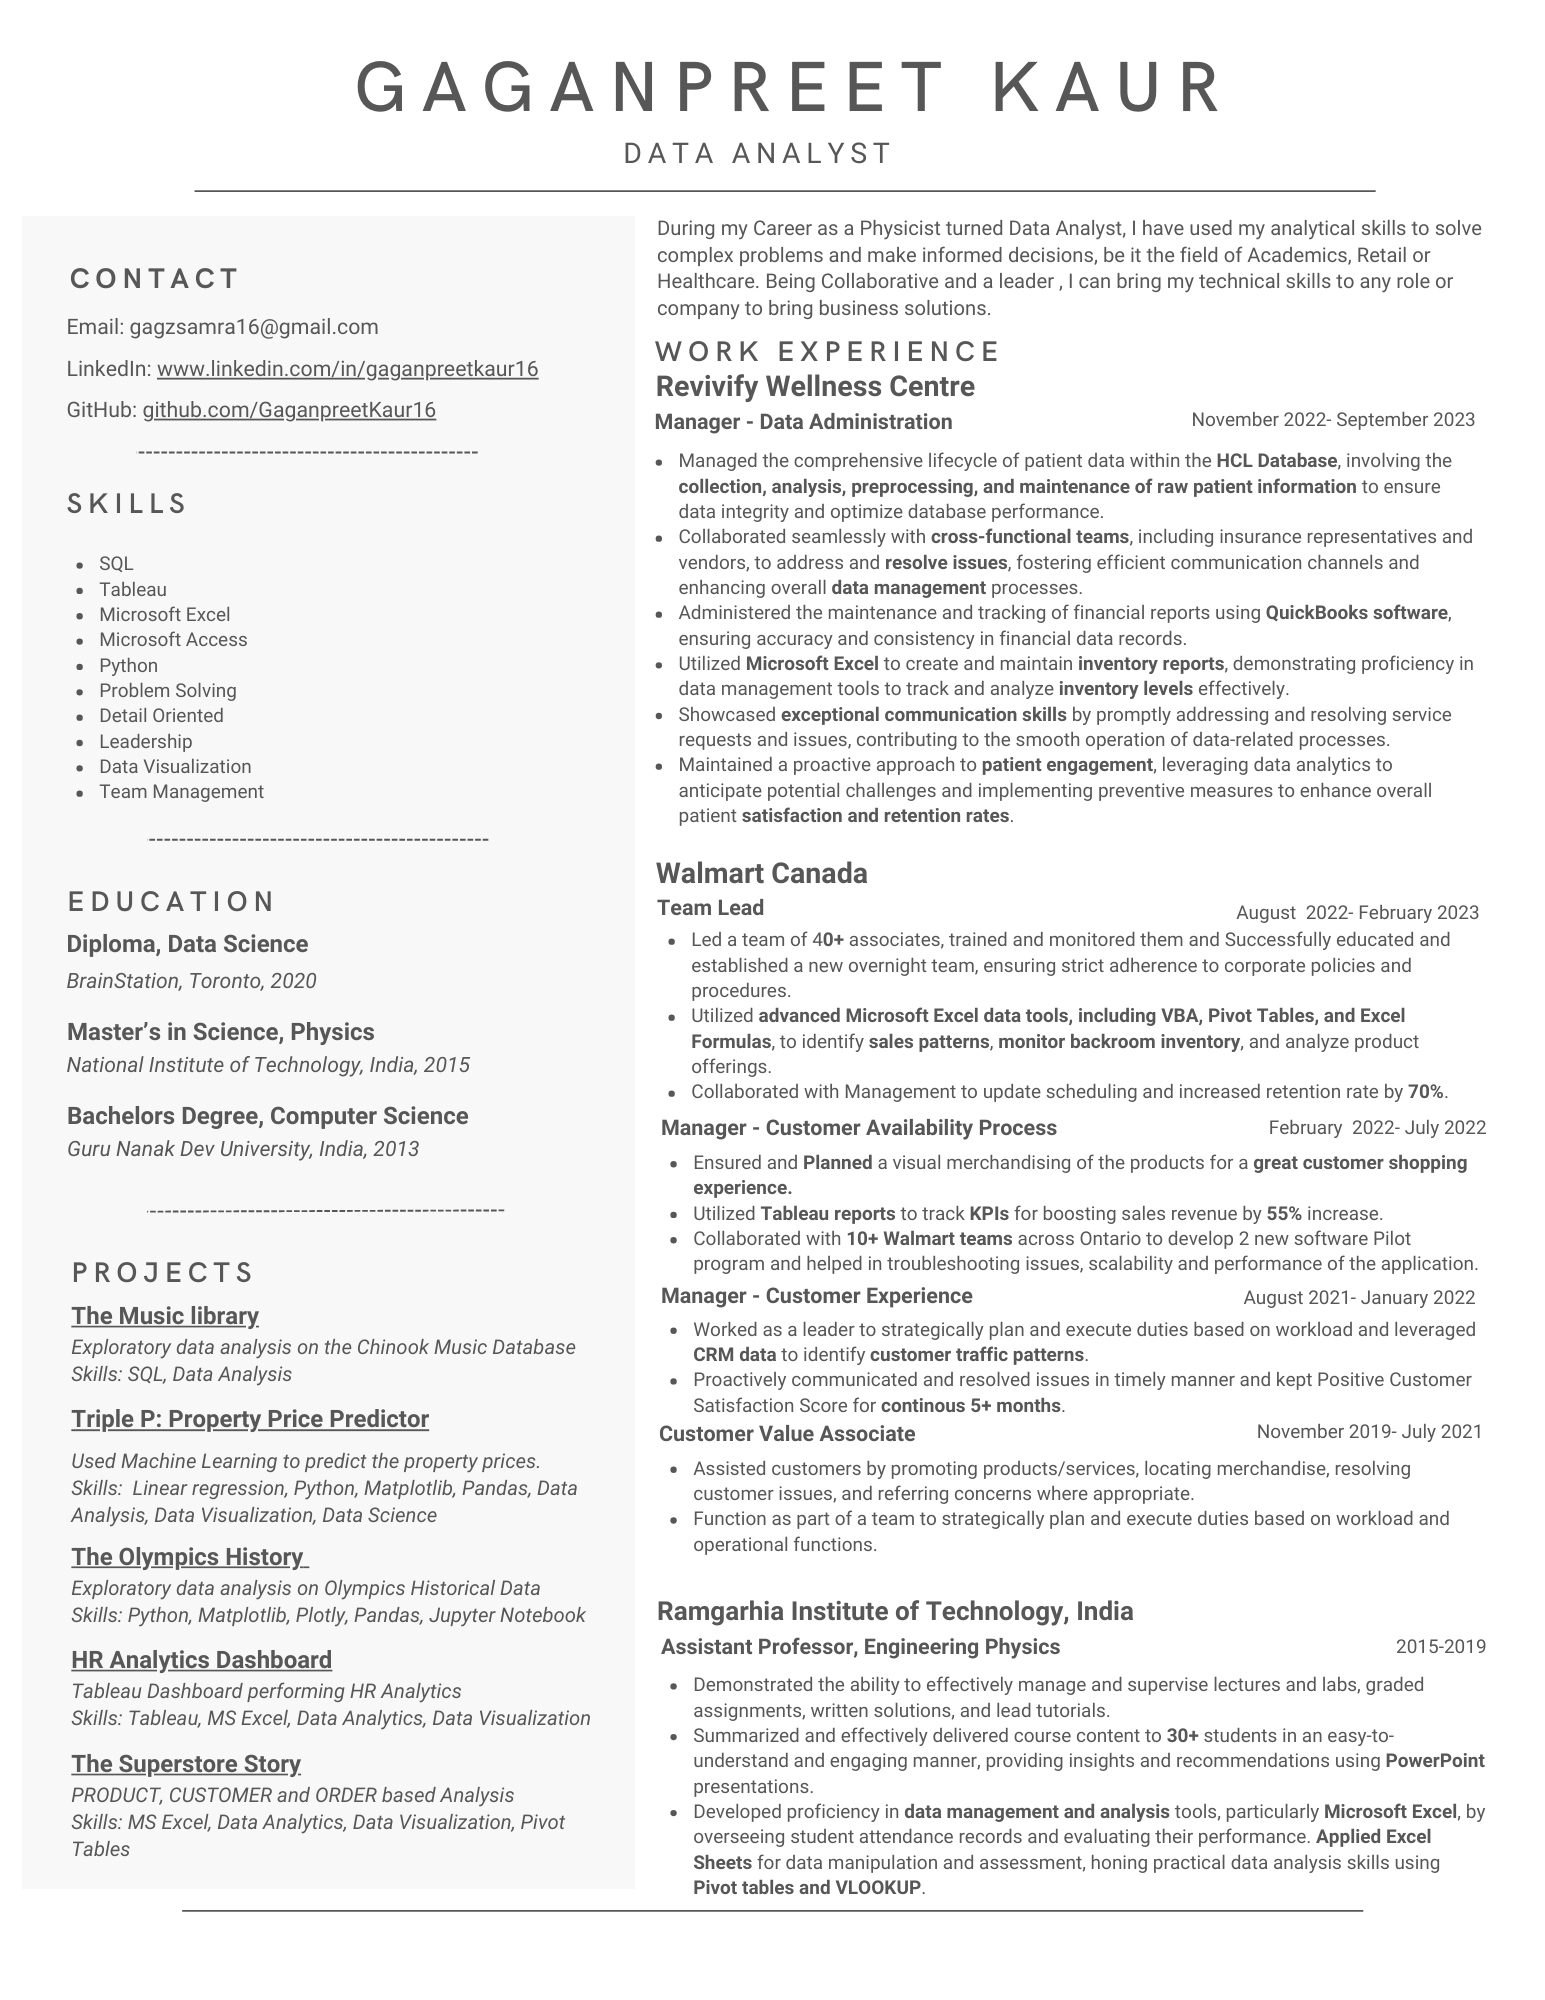 GAGANPREET KAUR
DATA ANALYST
CONTACT
Email: gagzsamra16@gmail.com
LinkedIn: www.linkedin.com/in/gaganpreetkaur16
GitHub: github.com/GaganpreetKaur16
----------------------------------------------
SKILLS
• SQL
• Tableau
• Microsoft Excel
• Microsoft Access
• Python
• Problem Solving
• Detail Oriented
• Leadership
• Data Visualization
• Team Management
----------------------------------------------
EDUCATION
Diploma, Data Science
BrainStation, Toronto, 2020
Master’s in Science, Physics
National Institute of Technology, India, 2015
Bachelors Degree, Computer Science
Guru Nanak Dev University, India, 2013
------------------------------------------------
PROJECTS
The Music library
Exploratory data analysis on the Chinook Music Database
Skills: SQL, Data Analysis
Triple P: Property Price Predictor
Used Machine Learning to predict the property prices.
Skills:  Linear regression, Python, Matplotlib, Pandas, Data
Analysis, Data Visualization, Data Science
The Olympics History
Exploratory data analysis on Olympics Historical Data
Skills: Python, Matplotlib, Plotly, Pandas, Jupyter Notebook
HR Analytics Dashboard
Tableau Dashboard performing HR Analytics
Skills: Tableau, MS Excel, Data Analytics, Data Visualization
The Superstore Story
PRODUCT, CUSTOMER and ORDER based Analysis
Skills: MS Excel, Data Analytics, Data Visualization, Pivot
Tables
During my Career as a Physicist turned Data Analyst, I have used my analytical skills to solve
complex problems and make informed decisions, be it the field of Academics, Retail or
Healthcare. Being Collaborative and a leader , I can bring my technical skills to any role or
company to bring business solutions.
WORK EXPERIENCE
Revivify Wellness Centre
Manager - Data Administration November 2022- September 2023
• Managed the comprehensive lifecycle of patient data within the HCL Database, involving the
collection, analysis, preprocessing, and maintenance of raw patient information to ensure
data integrity and optimize database performance.
• Collaborated seamlessly with cross-functional teams, including insurance representatives and
vendors, to address and resolve issues, fostering efficient communication channels and
enhancing overall data management processes.
• Administered the maintenance and tracking of financial reports using QuickBooks software,
ensuring accuracy and consistency in financial data records.
• Utilized Microsoft Excel to create and maintain inventory reports, demonstrating proficiency in
data management tools to track and analyze inventory levels effectively.
• Showcased exceptional communication skills by promptly addressing and resolving service
requests and issues, contributing to the smooth operation of data-related processes.
• Maintained a proactive approach to patient engagement, leveraging data analytics to
anticipate potential challenges and implementing preventive measures to enhance overall
patient satisfaction and retention rates.
Walmart Canada
Team Lead August  2022- February 2023
• Led a team of 40+ associates, trained and monitored them and Successfully educated and
established a new overnight team, ensuring strict adherence to corporate policies and
procedures.
• Utilized advanced Microsoft Excel data tools, including VBA, Pivot Tables, and Excel
Formulas, to identify sales patterns, monitor backroom inventory, and analyze product
offerings.
• Collaborated with Management to update scheduling and increased retention rate by 70%.
Manager - Customer Availability Process February  2022- July 2022
• Ensured and Planned a visual merchandising of the products for a great customer shopping
experience.
• Utilized Tableau reports to track KPIs for boosting sales revenue by 55% increase.
• Collaborated with 10+ Walmart teams across Ontario to develop 2 new software Pilot
program and helped in troubleshooting issues, scalability and performance of the application.
Manager - Customer Experience August 2021- January 2022
• Worked as a leader to strategically plan and execute duties based on workload and leveraged
CRM data to identify customer traffic patterns.
• Proactively communicated and resolved issues in timely manner and kept Positive Customer
Satisfaction Score for continous 5+ months.
Customer Value Associate November 2019- July 2021
• Assisted customers by promoting products/services, locating merchandise, resolving
customer issues, and referring concerns where appropriate.
• Function as part of a team to strategically plan and execute duties based on workload and
operational functions.
Ramgarhia Institute of Technology, India
Assistant Professor, Engineering Physics 2015-2019
• Demonstrated the ability to effectively manage and supervise lectures and labs, graded
assignments, written solutions, and lead tutorials.
• Summarized and effectively delivered course content to 30+ students in an easy-to-
understand and engaging manner, providing insights and recommendations using PowerPoint
presentations.
• Developed proficiency in data management and analysis tools, particularly Microsoft Excel, by
overseeing student attendance records and evaluating their performance. Applied Excel
Sheets for data manipulation and assessment, honing practical data analysis skills using
Pivot tables and VLOOKUP.